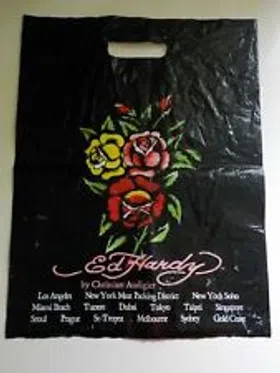 Ed Hardy
by Christian Audigier
Los Angeles New York Meat Packing District New York Soho
Miami Beach Tucson Dubai Tokyo Taipei Singapore
Seoul Prague St-Tropez Melbourne Sydney Gold Coast